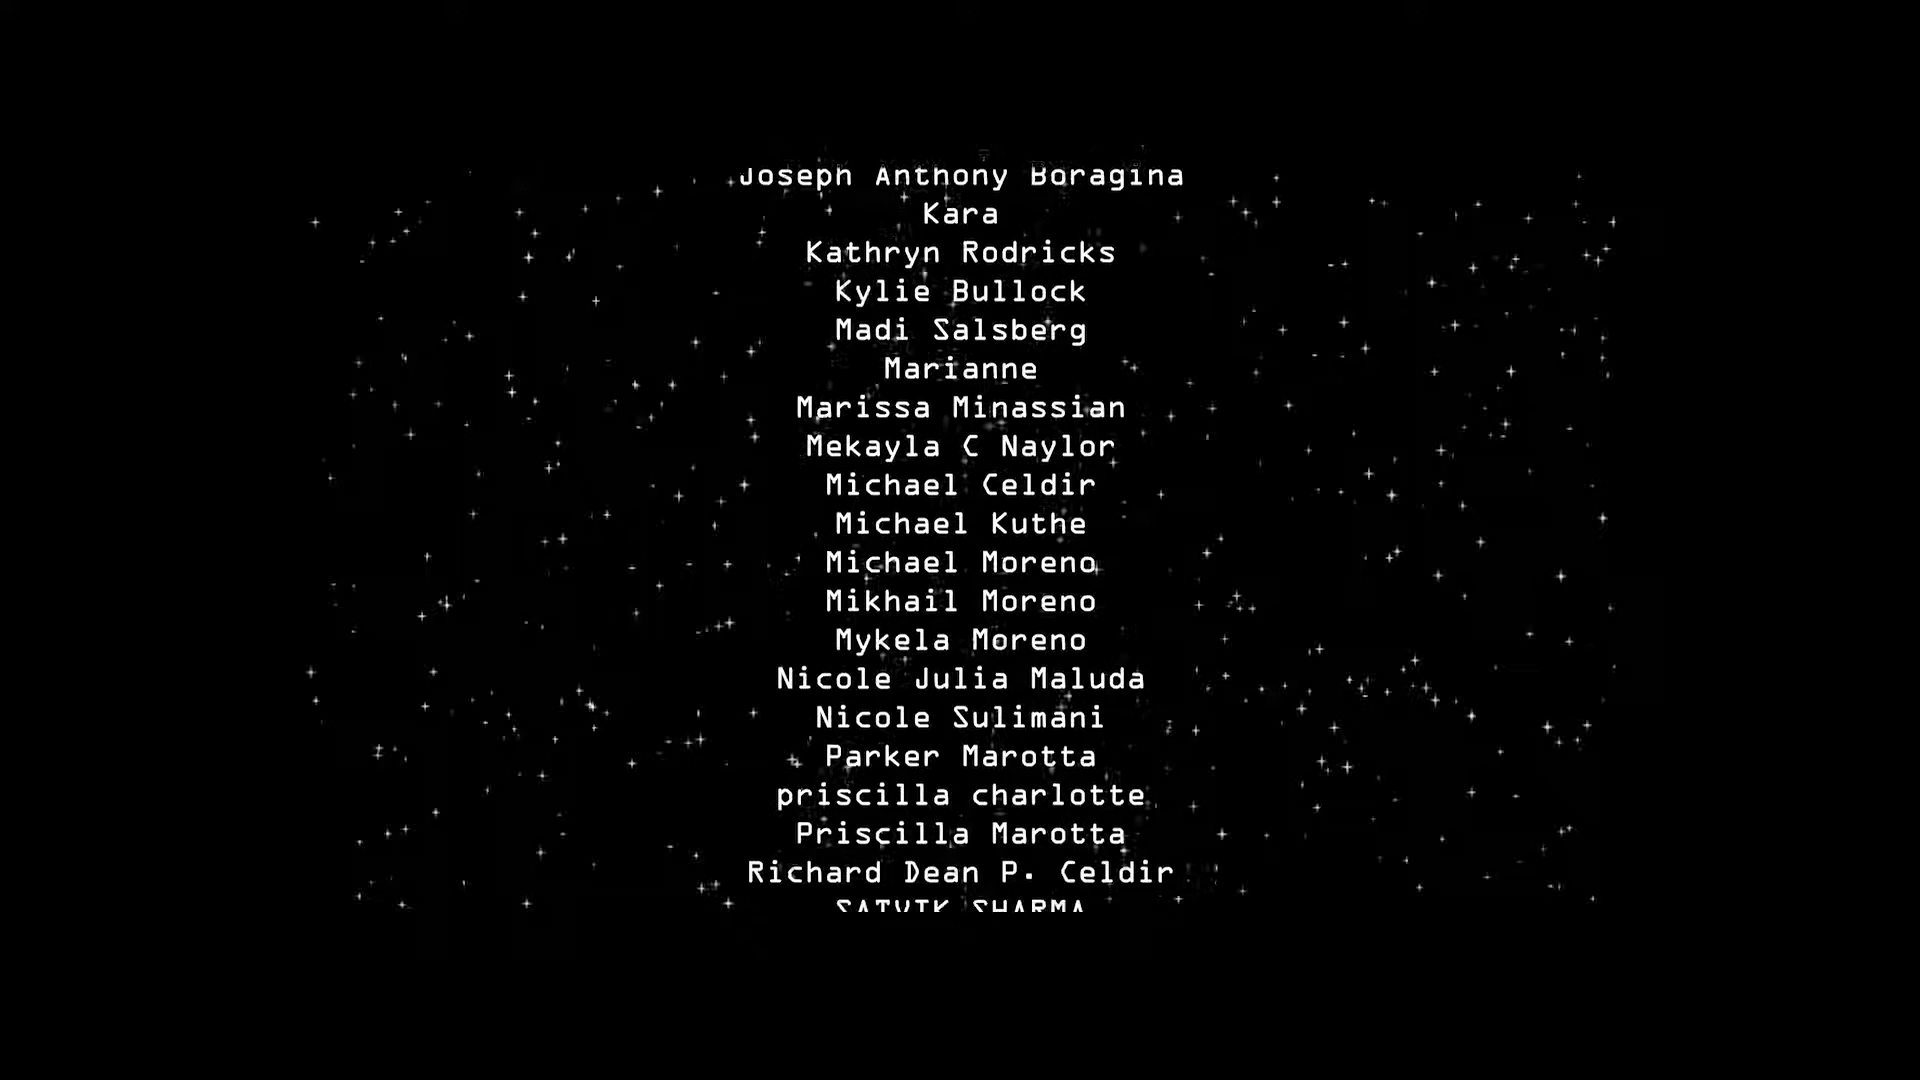 Joseph Anthony Boragina
Kara
Kathryn Rodricks
Kylie Bullock
Madi Salsberg
Marianne
Marissa Minassian
Mekayla C Naylor
Michael Celdir
Michael Kuthe
Michael Moreno
Mikhail Moreno
Mykela Moreno
Nicole Julia Maluda
Nicole Sulimani
Parker Marotta
priscilla charlotte
Priscilla Marotta
Richard Dean P. Celdir
SATVIK SHARMA